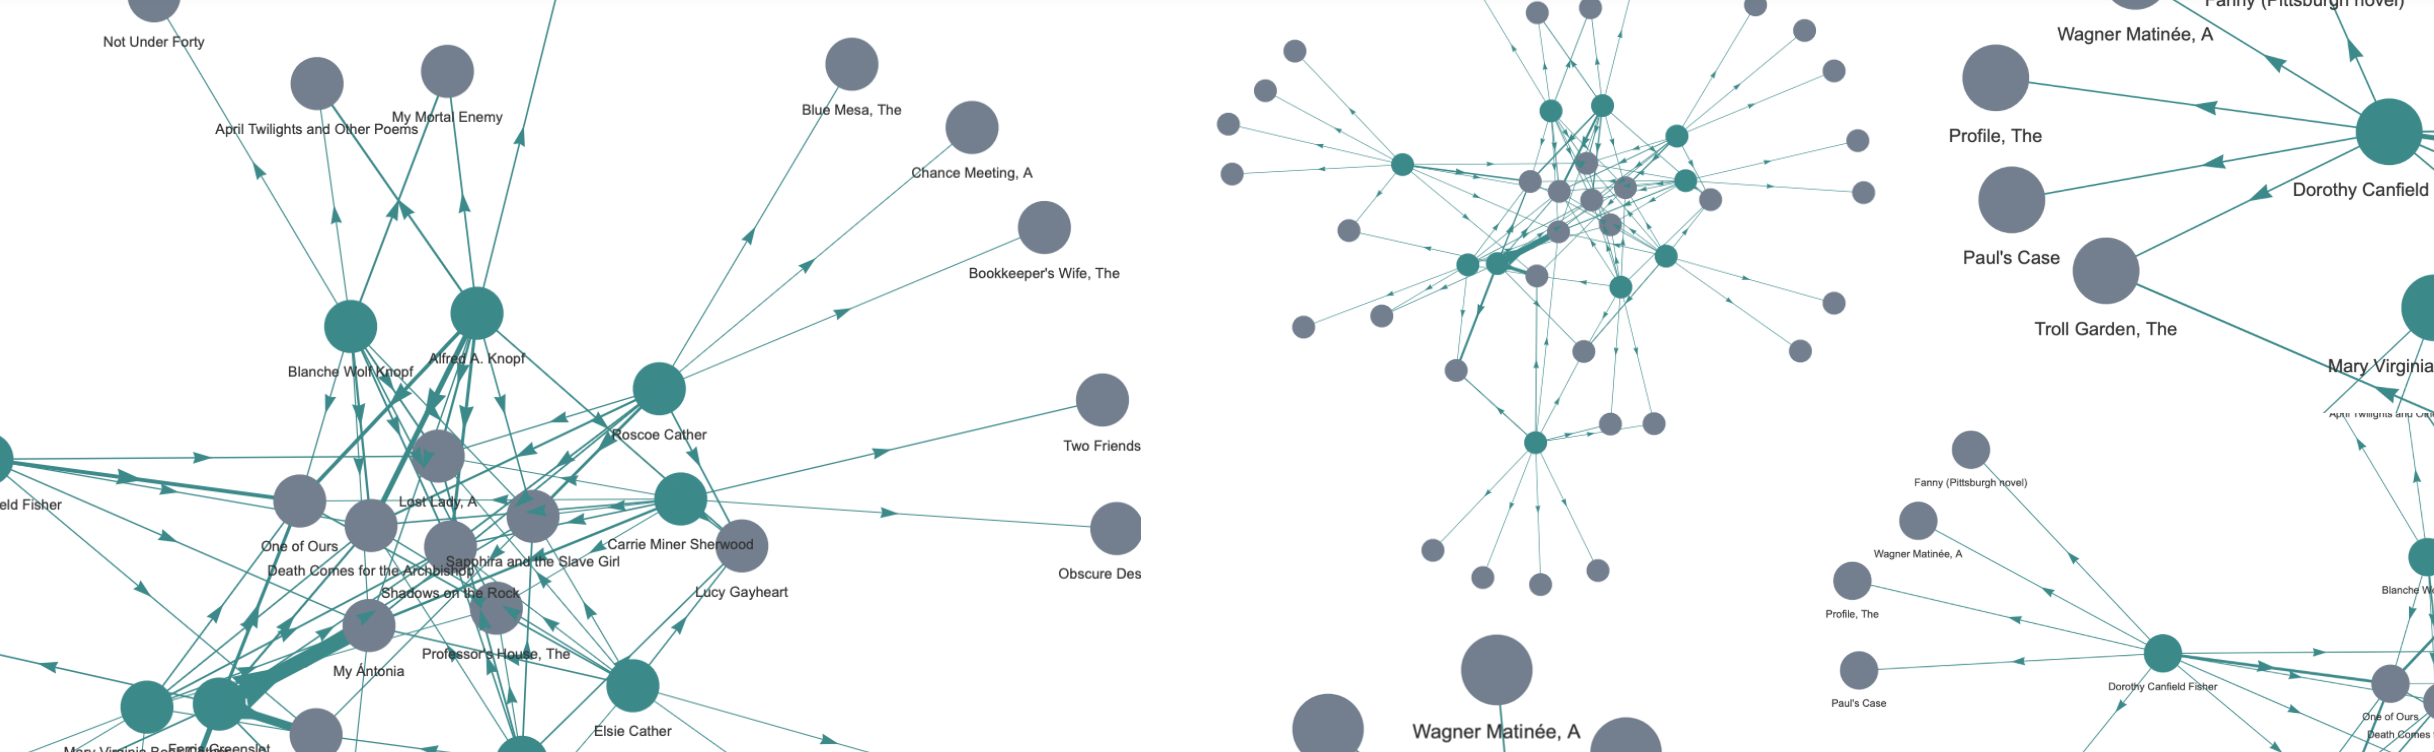 Not Under Forty
April Twilights and Other Poems
My Mortal Enemy
Blue Mesa, The
Chance Meeting, A
Bookkeeper's Wife, The
Blanche Wolf Knopf
Alfred A. Knopf
Roscoe Cather
Two Friends
eld Fisher
Lost Lady, A
One of Ours
Carrie Miner Sherwood
Death Comes for the Archbishop
Sapphira and the Slave Girl
Obscure Des
Shadows on the Rock
Lucy Gayheart
My Ántonia
Professor's House, The
Elsie Cather
Ferris Greenslet
Wagner Matinée, A
Fanny (Pittsburgh novel)
Wagner Matinée, A
Profile, The
Dorothy Canfield
Paul's Case
Troll Garden, The
Mary Virginia
April Twilights and Oth
Fanny (Pittsburgh novel)
Wagner Matinée, A
Blanche Wo
Profile, The
Dorothy Canfield Fisher
Paul's Case
One of Ours
Death Comes